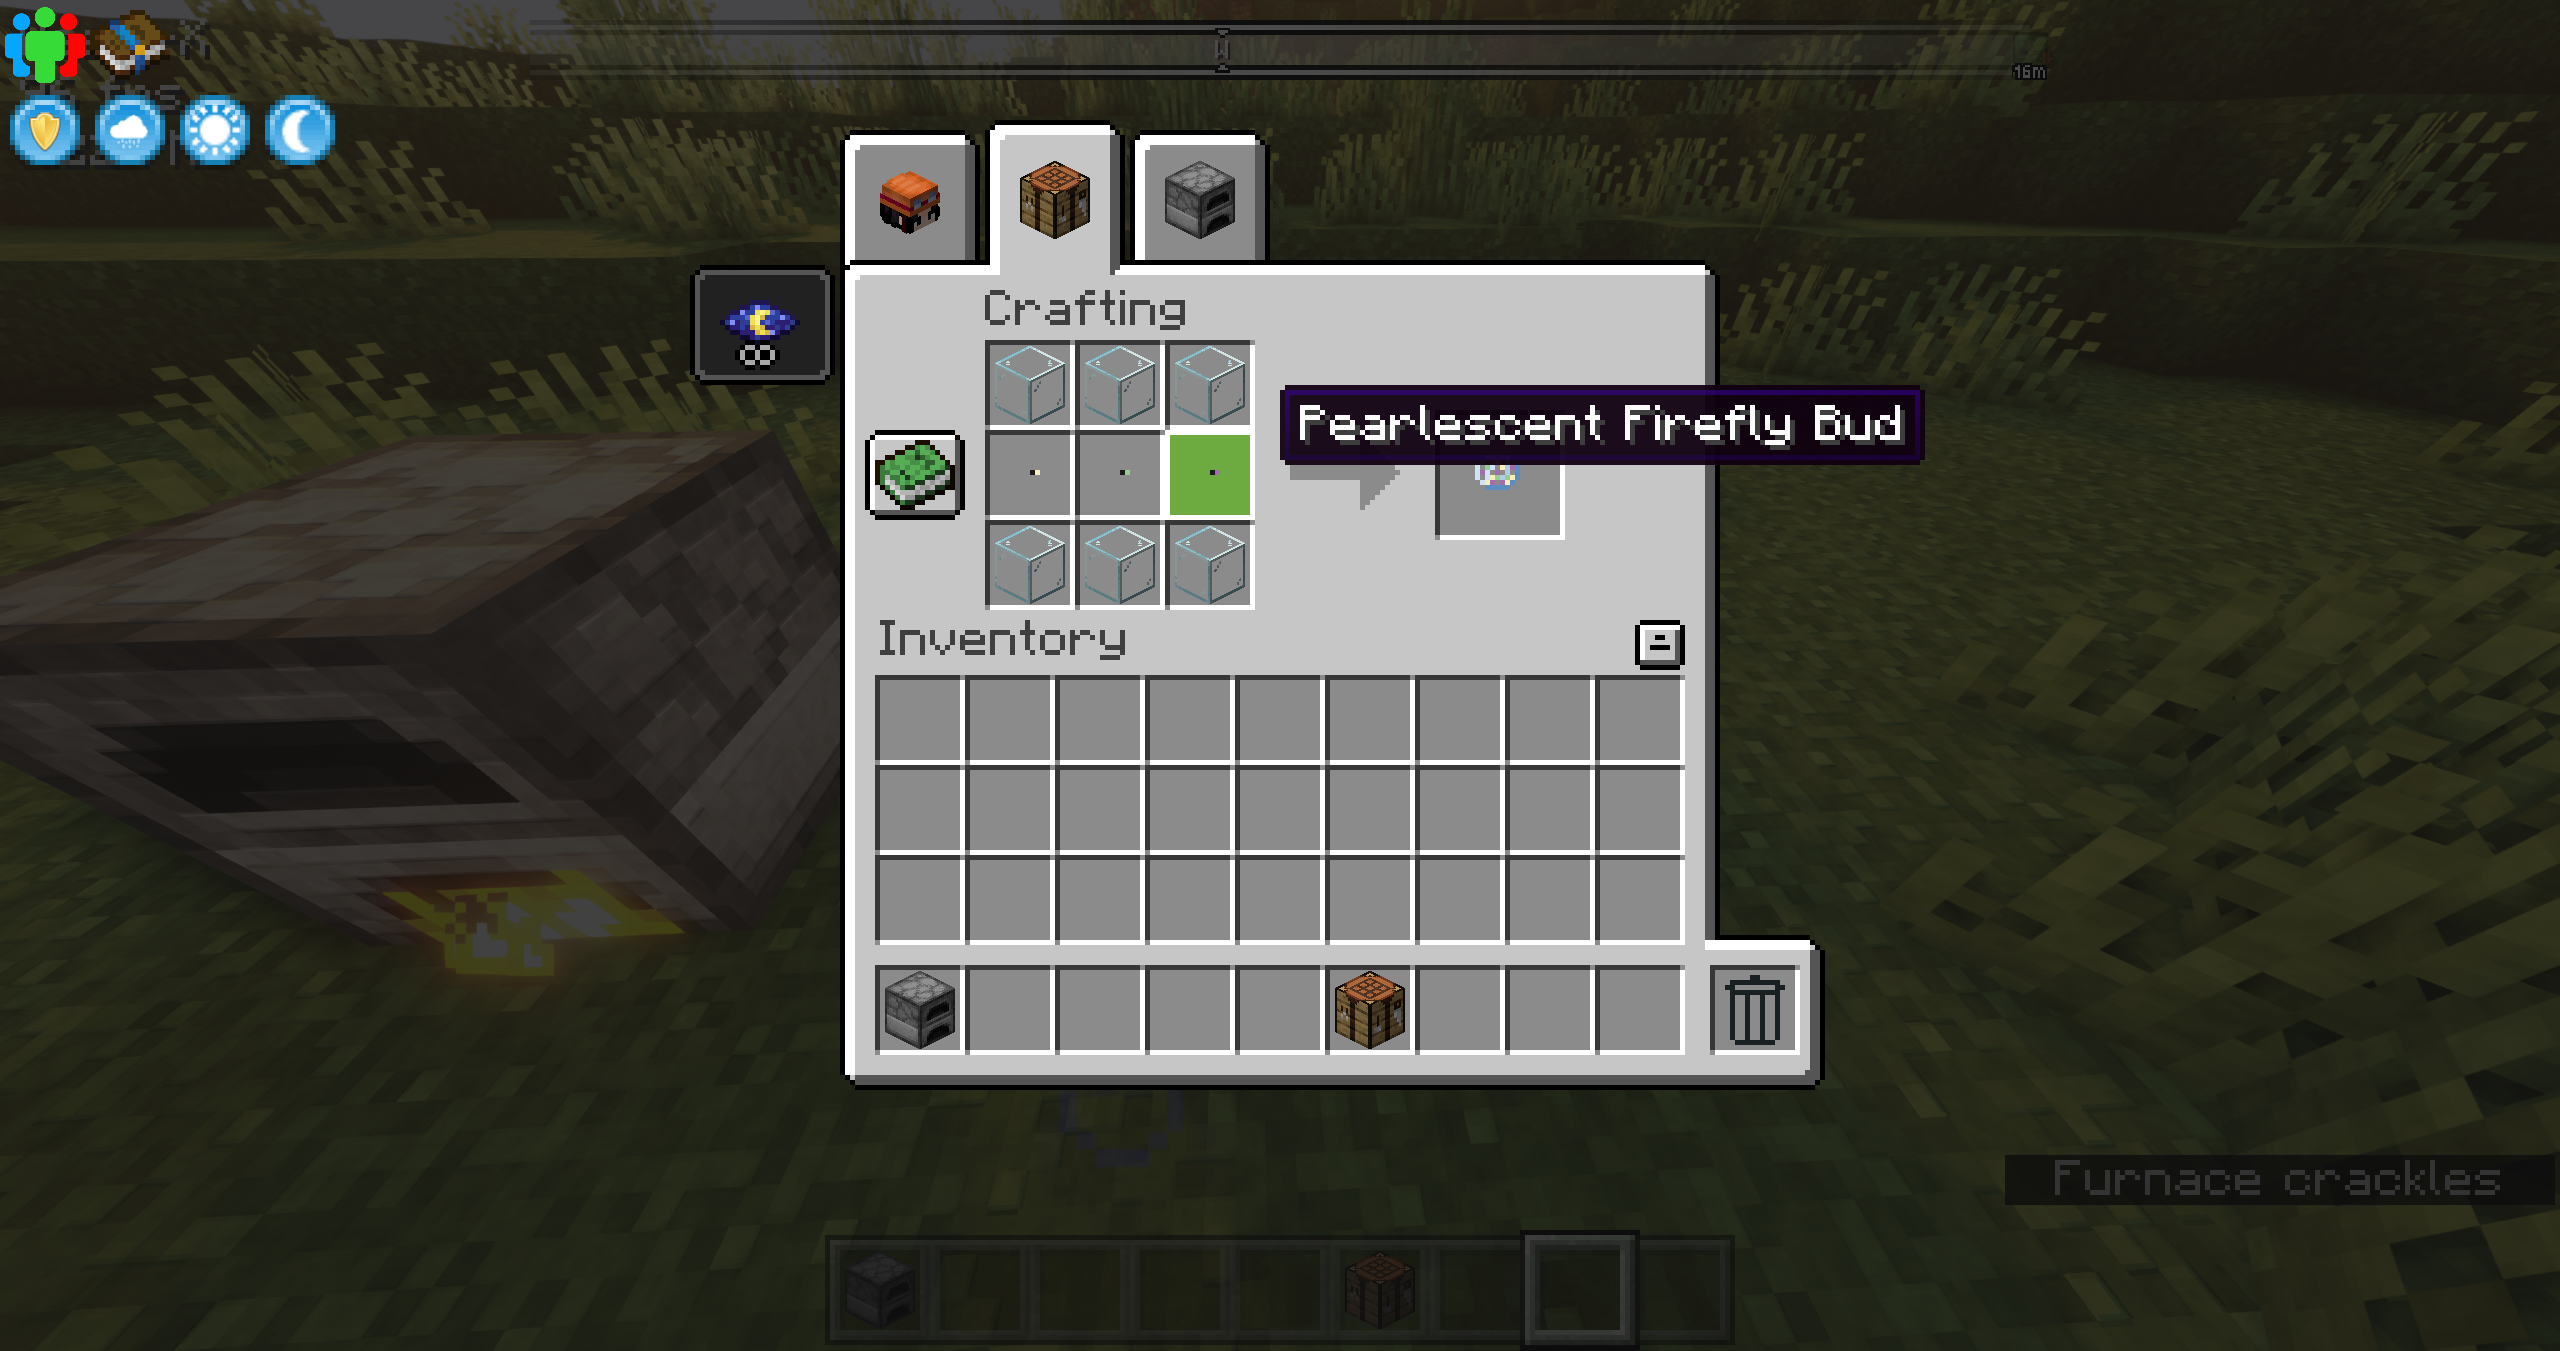 W
16m
Crafting
Pearlescent Firefly Bud
Inventory
Furnace crackles